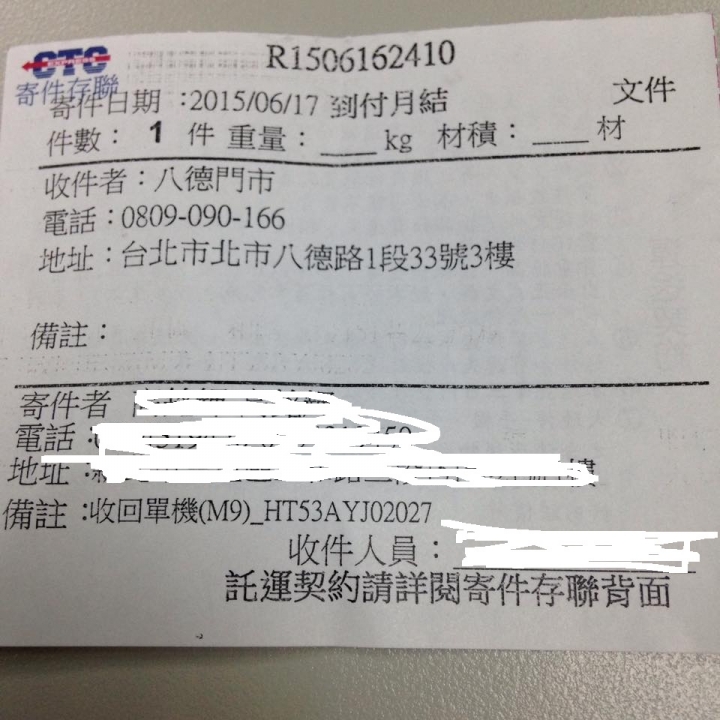 CTC R1506162410
寄件存聯
寄件日期:2015/06/17 到付月結 文件
件數: 1 件 重量:___kg 材積:___材
收件者:八德門市
電話:0809-090-166
地址:台北市北市八德路1段33號3樓
備註:
寄件者
電話:
地址: 樓
備註:收回單機(M9)_HT53AYJ02027
收件人員:
託運契約請詳閱寄件存聯背面